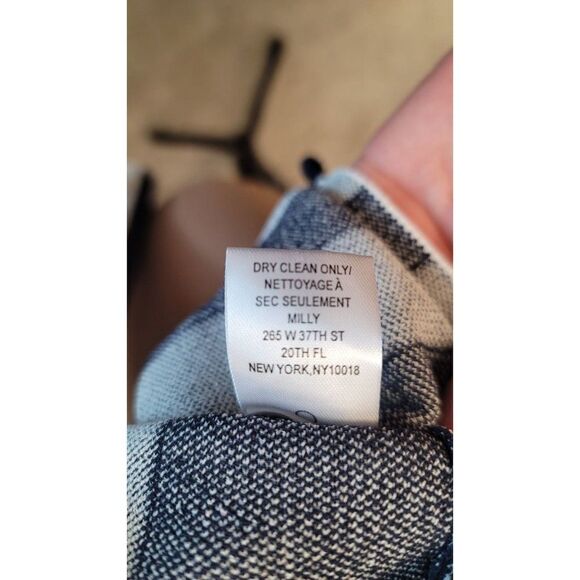 DRY CLEAN ONLY/
NETTOYAGE À
SEC SEULEMENT
MILLY
265 W 37TH ST
20TH FL
NEW YORK,NY10018